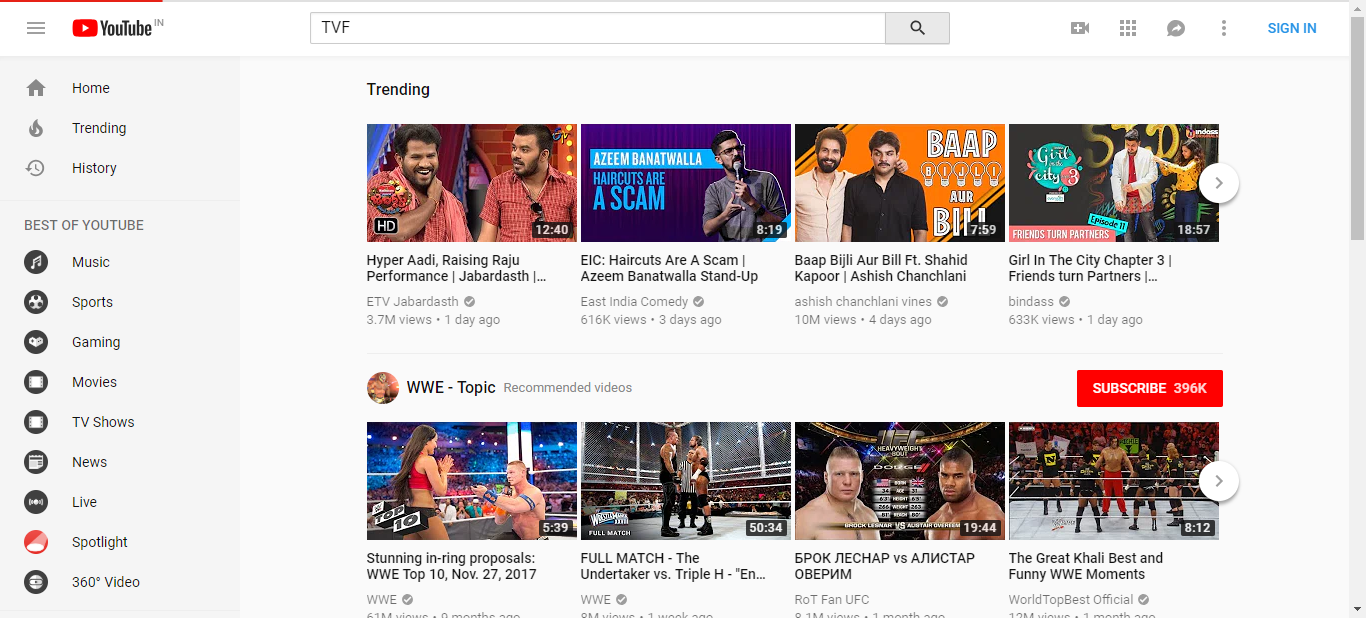 YouTube IN
TVF
SIGN IN
Home
Trending
History
BEST OF YOUTUBE
Music
Sports
Gaming
Movies
TV Shows
News
Live
Spotlight
360° Video
Trending
HD
12:40
AZEEM BANATWALLA
HAIRCUTS ARE
A SCAM
8:19
BAAP
BIJLI
AUR
BILL
7:59
bindass
Girl
in the
city 3
Episode 11
FRIENDS TURN PARTNERS
18:57
Hyper Aadi, Raising Raju
Performance | Jabardasth |...
ETV Jabardasth
3.7M views • 1 day ago
EIC: Haircuts Are A Scam |
Azeem Banatwalla Stand-Up
East India Comedy
616K views • 3 days ago
Baap Bijli Aur Bill Ft. Shahid
Kapoor | Ashish Chanchlani
ashish chanchlani vines
10M views • 4 days ago
Girl In The City Chapter 3 |
Friends turn Partners |...
bindass
633K views • 1 day ago
WWE - Topic Recommended videos
SUBSCRIBE 396K
TOP 10
5:39
WRESTLEMANIA
FULL MATCH
50:34
UFC
HEAVYWEIGHT
BOUT
DODGE
BROCK LESNAR VS ALISTAIR OVEREEM
19:44
8:12
Stunning in-ring proposals:
WWE Top 10, Nov. 27, 2017
WWE
61M views • 9 months ago
FULL MATCH - The
Undertaker vs. Triple H - "En...
WWE
8M views • 1 week ago
БРОК ЛЕСНАР vs АЛИСТАР
ОВЕРИМ
RoT Fan UFC
8.1M views • 1 month ago
The Great Khali Best and
Funny WWE Moments
WorldTopBest Official
12M views • 1 month ago